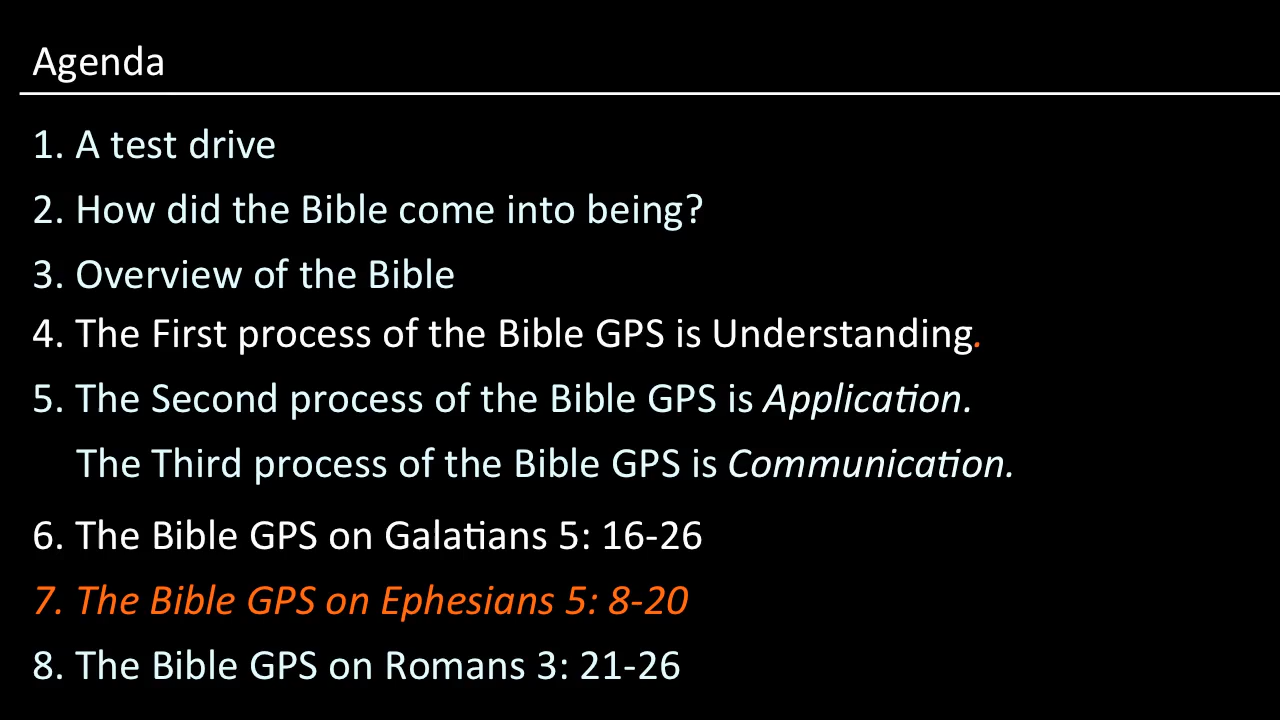 Agenda
1. A test drive
2. How did the Bible come into being?
3. Overview of the Bible
4. The First process of the Bible GPS is Understanding.
5. The Second process of the Bible GPS is Application.
The Third process of the Bible GPS is Communication.
6. The Bible GPS on Galatians 5: 16-26
7. The Bible GPS on Ephesians 5: 8-20
8. The Bible GPS on Romans 3: 21-26